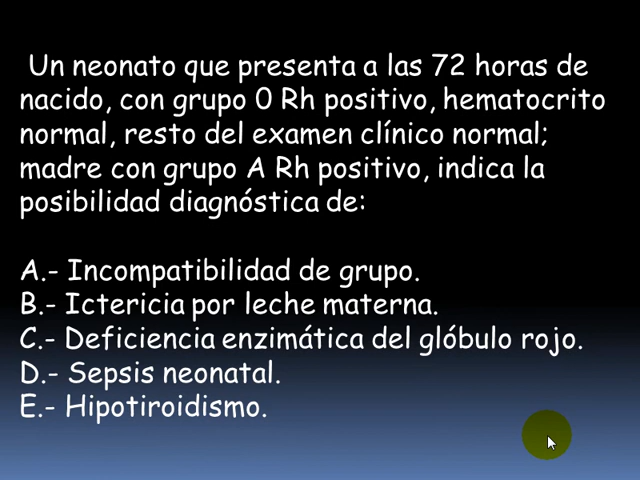 Un neonato que presenta a las 72 horas de
nacido, con grupo 0 Rh positivo, hematocrito
normal, resto del examen clínico normal;
madre con grupo A Rh positivo, indica la
posibilidad diagnóstica de:
A.- Incompatibilidad de grupo.
B.- Ictericia por leche materna.
C.- Deficiencia enzimática del glóbulo rojo.
D.- Sepsis neonatal.
E.- Hipotiroidismo.